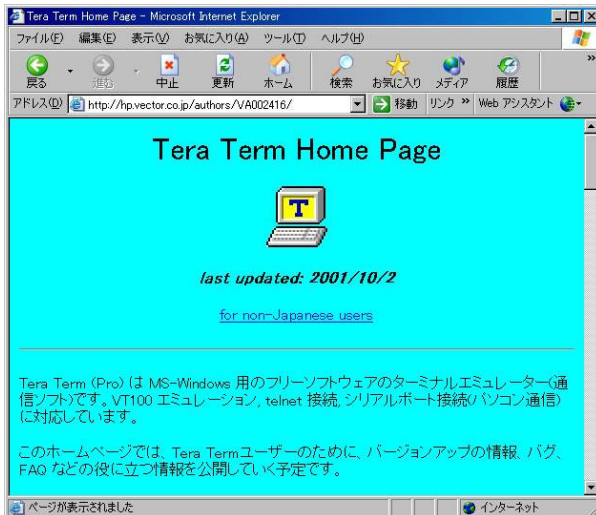 Tera Term Home Page - Microsoft Internet Explorer
ファイル(F) 編集(E) 表示(V) お気に入り(A) ツール(T) ヘルプ(H)
戻る 進む 中止 更新 ホーム 検索 お気に入り メディア 履歴 »
アドレス(D) http://hp.vector.co.jp/authors/VA002416/ 移動 リンク » Web アシスタント
Tera Term Home Page
T
last updated: 2001/10/2
for non-Japanese users
Tera Term (Pro) は MS-Windows 用のフリーソフトウェアのターミナルエミュレーター(通
信ソフト)です。VT100 エミュレーション, telnet 接続, シリアルポート接続(パソコン通信)
に対応しています。
このホームページでは、Tera Termユーザーのために、バージョンアップの情報、バグ、
FAQ などの役に立つ情報を公開していく予定です。
ページが表示されました インターネット